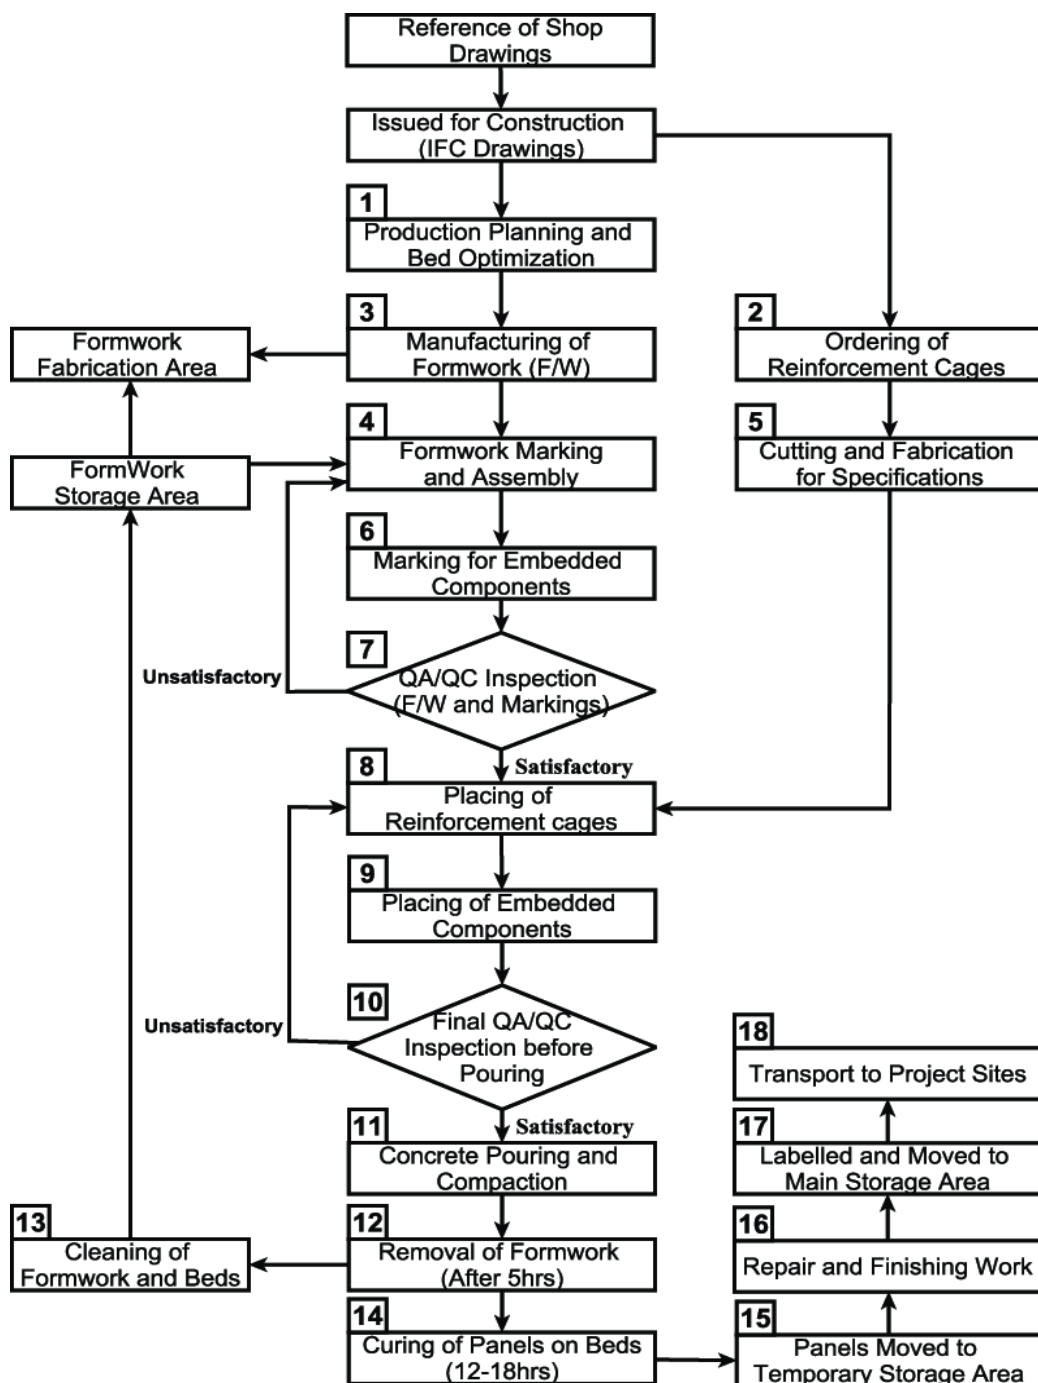 Reference of Shop
Drawings
Issued for Construction
(IFC Drawings)
1
Production Planning and
Bed Optimization
3
Manufacturing of
Formwork (F/W)
2
Ordering of
Reinforcement Cages
Formwork
Fabrication Area
4
Formwork Marking
and Assembly
5
Cutting and Fabrication
for Specifications
FormWork
Storage Area
6
Marking for Embedded
Components
7
QA/QC Inspection
(F/W and Markings)
Unsatisfactory
Satisfactory
8
Placing of
Reinforcement cages
9
Placing of Embedded
Components
10
Final QA/QC
Inspection before
Pouring
Unsatisfactory
Satisfactory
11
Concrete Pouring and
Compaction
12
Removal of Formwork
(After 5hrs)
13
Cleaning of
Formwork and Beds
14
Curing of Panels on Beds
(12-18hrs)
15
Panels Moved to
Temporary Storage Area
16
Repair and Finishing Work
17
Labelled and Moved to
Main Storage Area
18
Transport to Project Sites